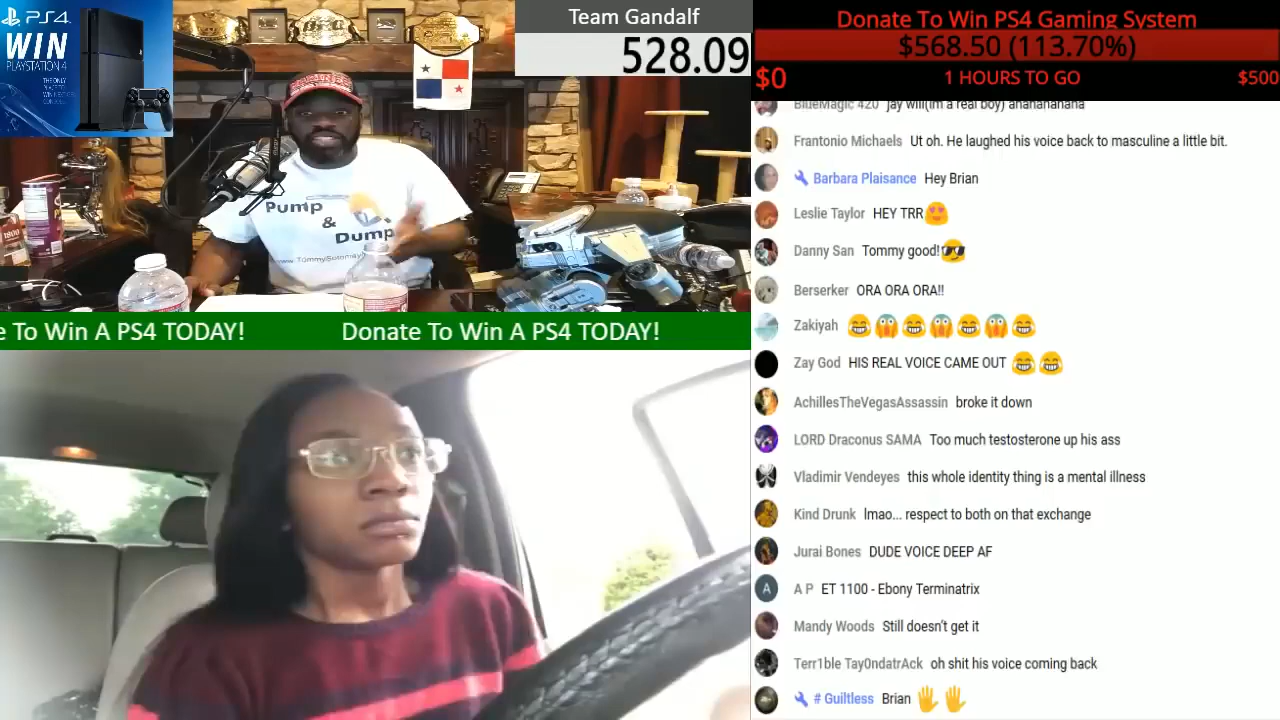 PS4
WIN
PLAYSTATION 4
Team Gandalf
528.09
Pump
&
Dump
e To Win A PS4 TODAY!
Donate To Win A PS4 TODAY!
Donate To Win PS4 Gaming System
$568.50 (113.70%)
$0
1 HOURS TO GO
$500
BlueMagic 420 jay will(im a real boy) ahahahahaha
Frantonio Michaels Ut oh. He laughed his voice back to masculine a little bit.
Barbara Plaisance Hey Brian
Leslie Taylor HEY TRR😍
Danny San Tommy good!😎
Berserker ORA ORA ORA!!
Zakiyah 😂😱😂😱😂😱😂
Zay God HIS REAL VOICE CAME OUT 😂😂
AchillesTheVegasAssassin broke it down
LORD Draconus SAMA Too much testosterone up his ass
Vladimir Vendeyes this whole identity thing is a mental illness
Kind Drunk lmao... respect to both on that exchange
Jurai Bones DUDE VOICE DEEP AF
A
A P ET 1100 - Ebony Terminatrix
Mandy Woods Still doesn't get it
Terr1ble Tay0ndatrAck oh shit his voice coming back
# Guiltless Brian 🖐🖐